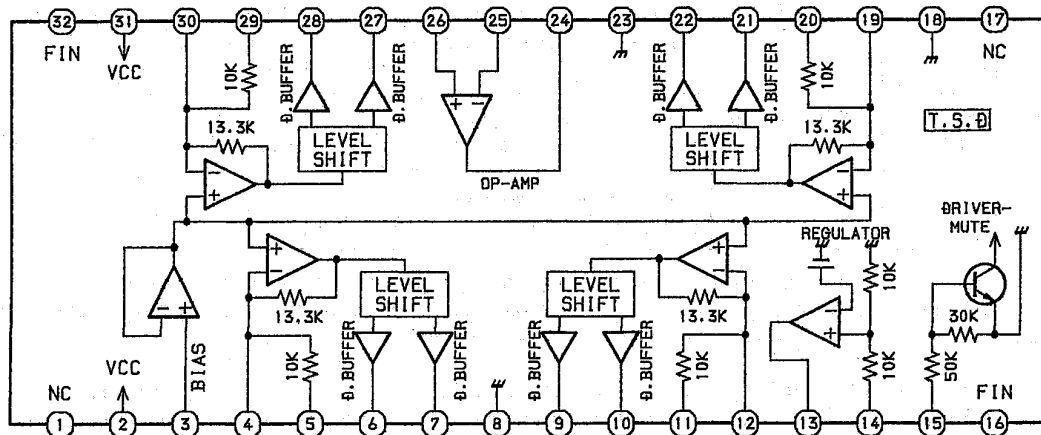 32 31 30 29 28 27 26 25 24 23 22 21 20 19 18 17
FIN
VCC
10K
Đ.BUFFER
Đ.BUFFER
Đ.BUFFER
Đ.BUFFER
10K
NC
13.3K
LEVEL
SHIFT
+ −
OP-AMP
LEVEL
SHIFT
13.3K
T.S.Đ
−
+
−
+
ĐRIVER-
MUTE
REGULATOR
+
−
LEVEL
SHIFT
13.3K
LEVEL
SHIFT
+
−
13.3K
−
+
10K
30K
− +
BIAS
VCC
NC
10K
Đ.BUFFER
Đ.BUFFER
Đ.BUFFER
Đ.BUFFER
10K
10K
50K
FIN
1 2 3 4 5 6 7 8 9 10 11 12 13 14 15 16